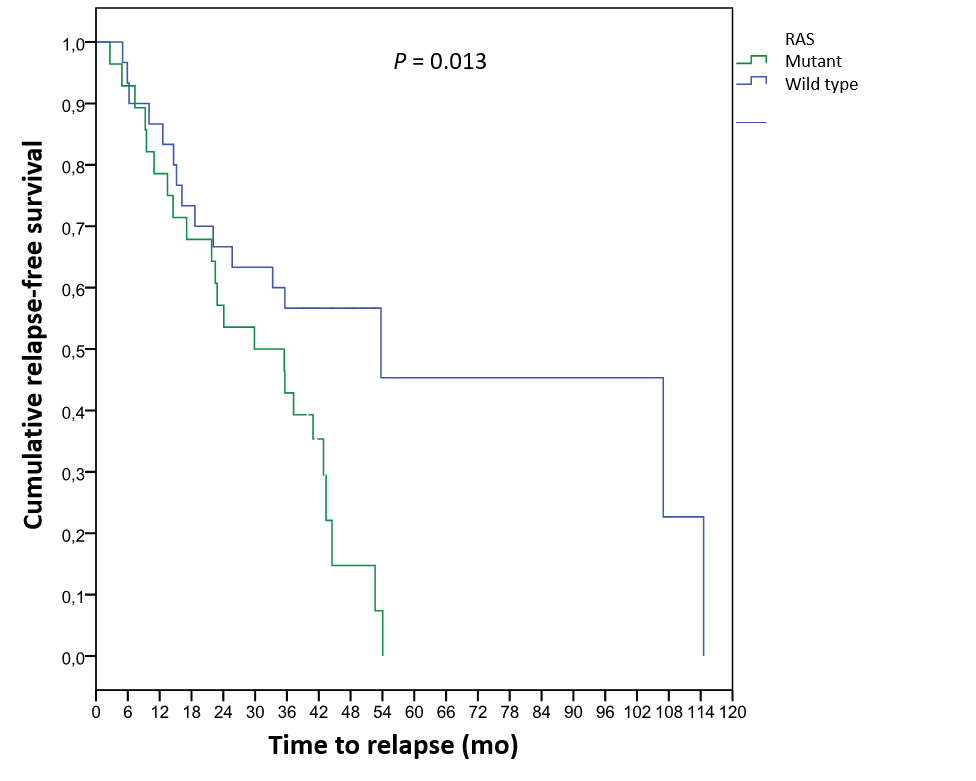 P = 0.013
RAS
Mutant
Wild type
Cumulative relapse-free survival
1,0
0,9
0,8
0,7
0,6
0,5
0,4
0,3
0,2
0,1
0,0
0 6 12 18 24 30 36 42 48 54 60 66 72 78 84 90 96 102 108 114 120
Time to relapse (mo)